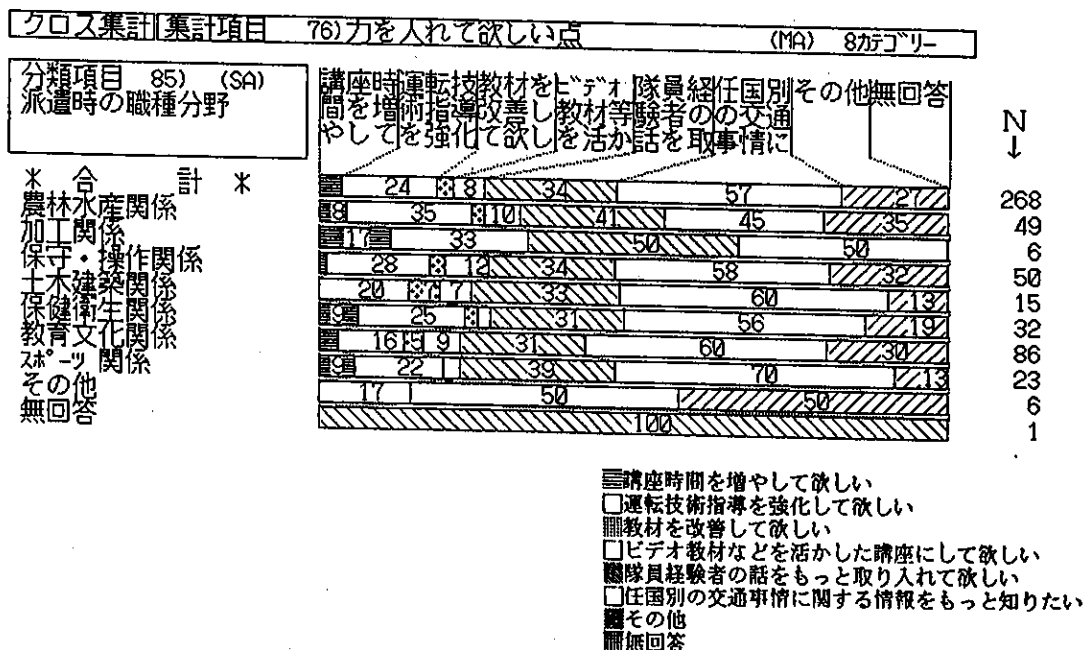 クロス集計 集計項目 76)力を入れて欲しい点 (MA) 8カテゴリー
分類項目 85) (SA)
派遣時の職種分野
講座時間を増やして
運転技術指導を強化
教材を改善して欲し
ビデオ教材等を活か
隊員経験者の話を取
任国別の交通事情に
その他
無回答
N
↓
* 合 計 * 24 8 34 57 27 268
農林水産関係 8 35 10 41 45 35 49
加工関係 17 33 50 50 6
保守・操作関係 28 12 34 58 32 50
土木建築関係 20 7 7 33 60 13 15
保健衛生関係 9 25 31 56 19 32
教育文化関係 16 5 9 31 60 30 86
スポーツ関係 9 22 39 70 13 23
その他 17 50 50 6
無回答 100 1
講座時間を増やして欲しい
運転技術指導を強化して欲しい
教材を改善して欲しい
ビデオ教材などを活かした講座にして欲しい
隊員経験者の話をもっと取り入れて欲しい
任国別の交通事情に関する情報をもっと知りたい
その他
無回答